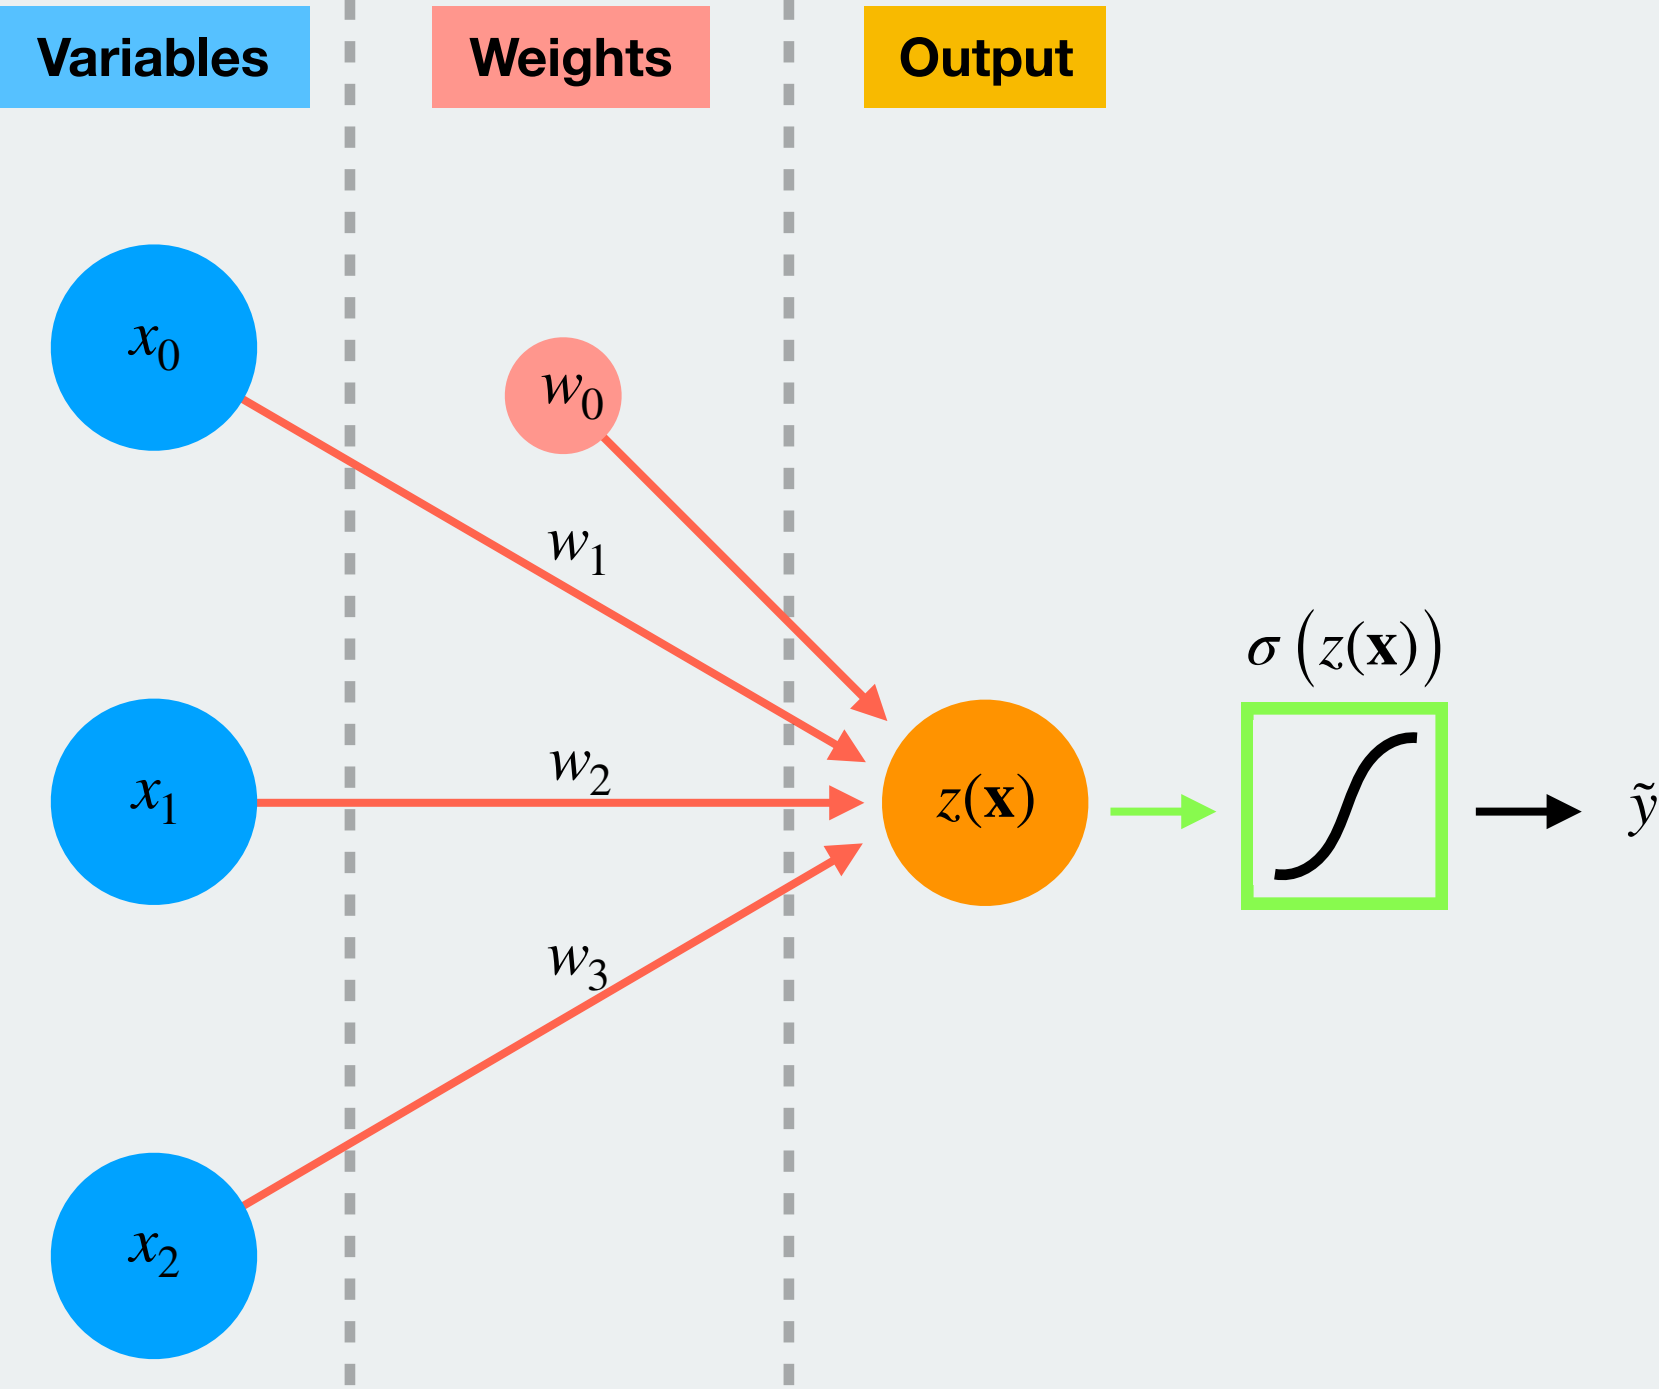 Variables
Weights
Output
x₀
w₀
w₁
σ (z(𝐱))
x₁
w₂
z(𝐱)
ỹ
w₃
x₂